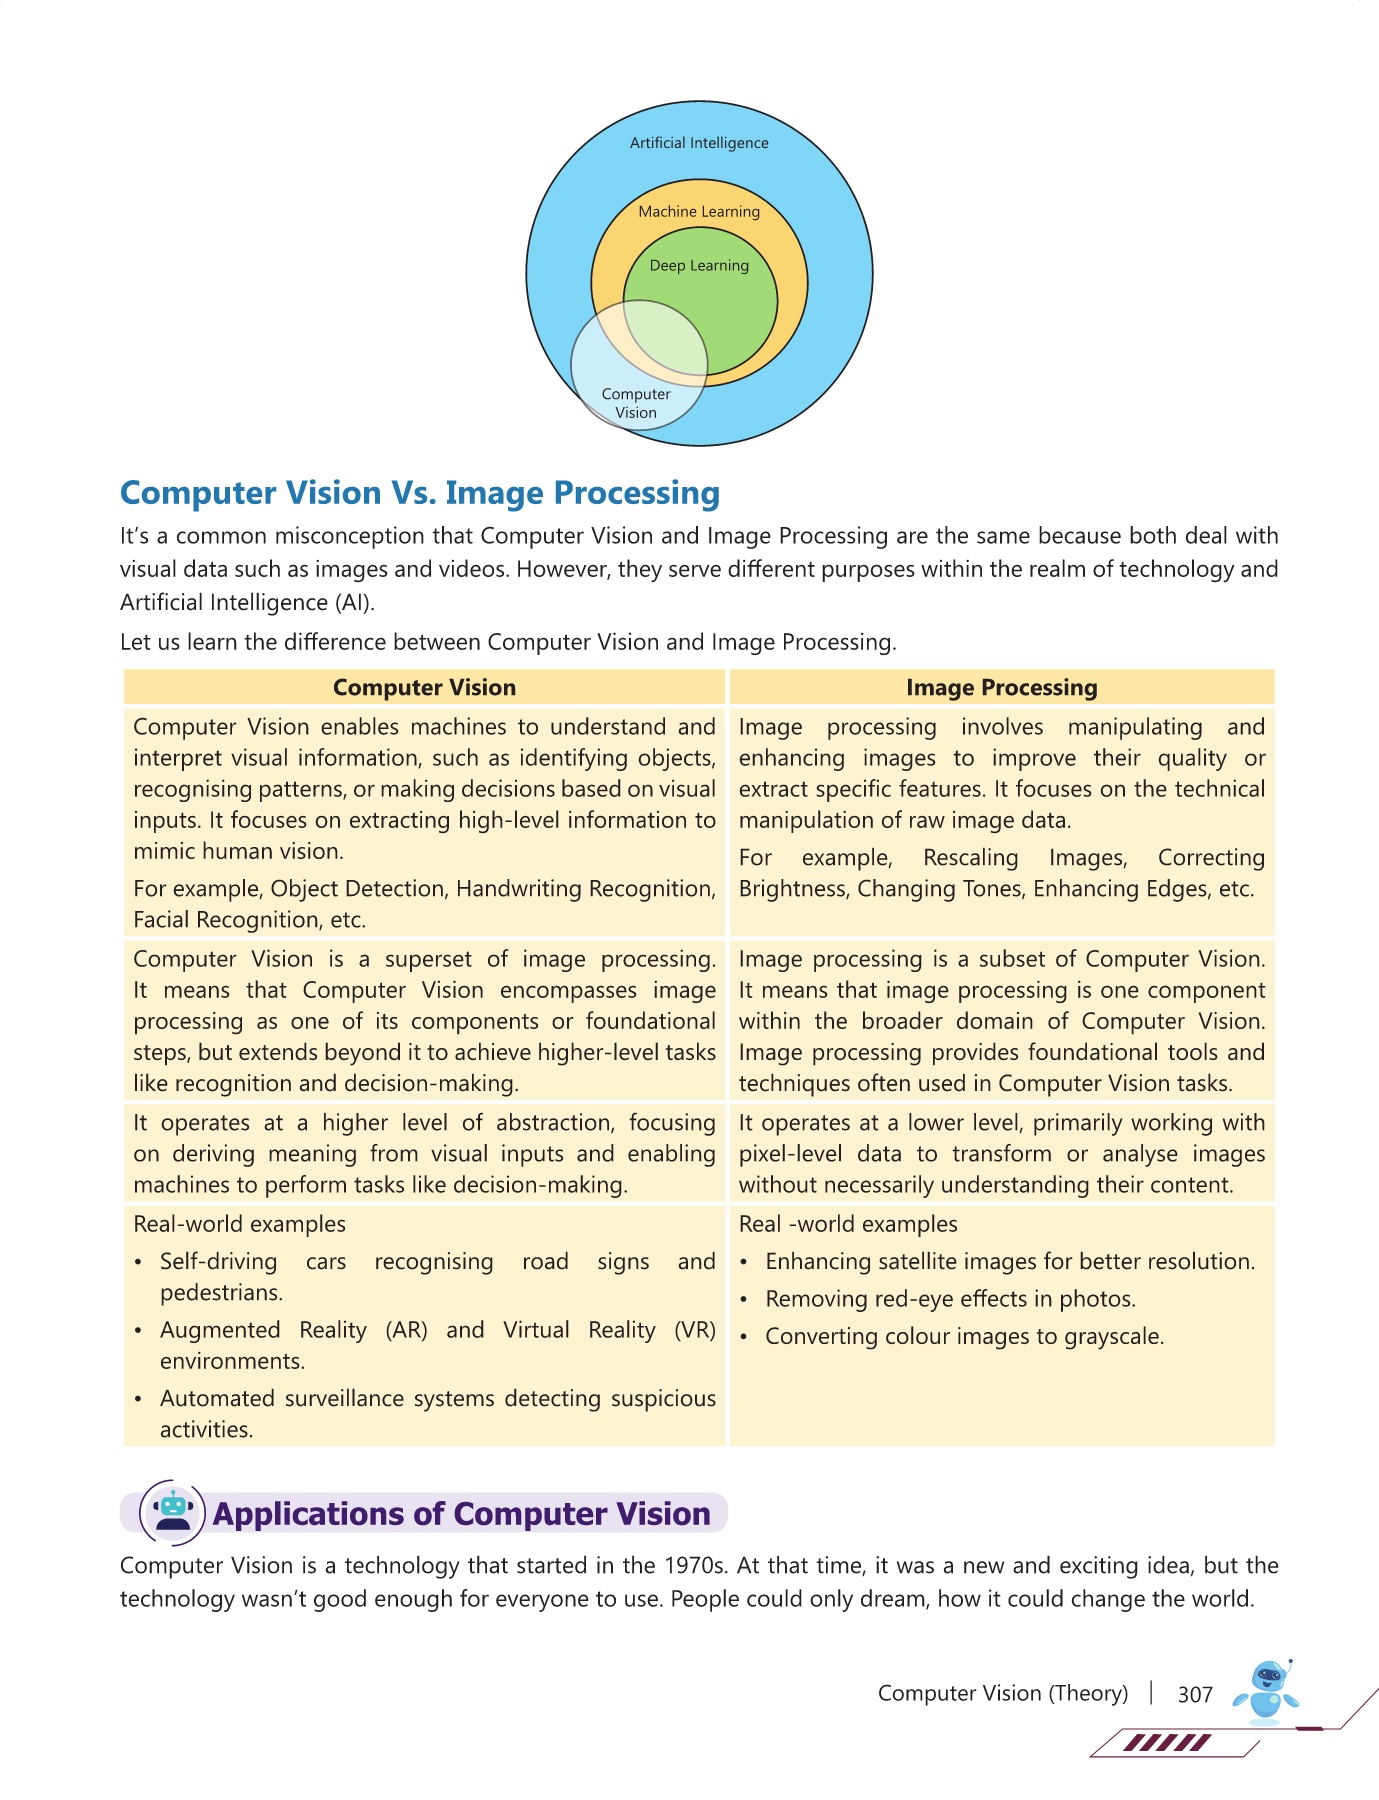 Artificial Intelligence
Machine Learning
Deep Learning
Computer
Vision
Computer Vision Vs. Image Processing
It's a common misconception that Computer Vision and Image Processing are the same because both deal with
visual data such as images and videos. However, they serve different purposes within the realm of technology and
Artificial Intelligence (AI).
Let us learn the difference between Computer Vision and Image Processing.
Computer Vision
Computer Vision enables machines to understand and
interpret visual information, such as identifying objects,
recognising patterns, or making decisions based on visual
inputs. It focuses on extracting high-level information to
mimic human vision.
For example, Object Detection, Handwriting Recognition,
Facial Recognition, etc.
Image Processing
Image processing involves manipulating and
enhancing images to improve their quality or
extract specific features. It focuses on the technical
manipulation of raw image data.
For example, Rescaling Images, Correcting
Brightness, Changing Tones, Enhancing Edges, etc.
Computer Vision is a superset of image processing.
It means that Computer Vision encompasses image
processing as one of its components or foundational
steps, but extends beyond it to achieve higher-level tasks
like recognition and decision-making.
Image processing is a subset of Computer Vision.
It means that image processing is one component
within the broader domain of Computer Vision.
Image processing provides foundational tools and
techniques often used in Computer Vision tasks.
It operates at a higher level of abstraction, focusing
on deriving meaning from visual inputs and enabling
machines to perform tasks like decision-making.
It operates at a lower level, primarily working with
pixel-level data to transform or analyse images
without necessarily understanding their content.
Real-world examples
• Self-driving cars recognising road signs and
pedestrians.
• Augmented Reality (AR) and Virtual Reality (VR)
environments.
• Automated surveillance systems detecting suspicious
activities.
Real -world examples
• Enhancing satellite images for better resolution.
• Removing red-eye effects in photos.
• Converting colour images to grayscale.
Applications of Computer Vision
Computer Vision is a technology that started in the 1970s. At that time, it was a new and exciting idea, but the
technology wasn't good enough for everyone to use. People could only dream, how it could change the world.
Computer Vision (Theory) | 307